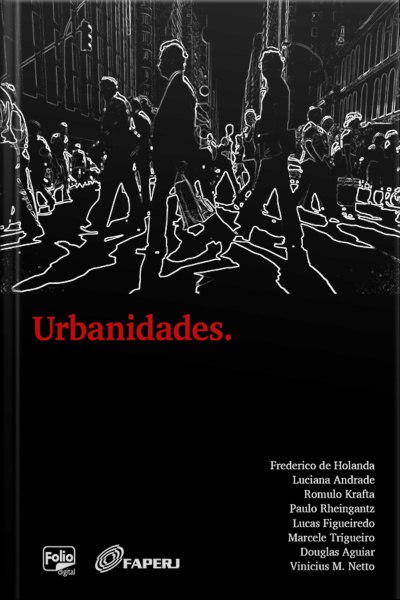 Urbanidades.
Frederico de Holanda
Luciana Andrade
Romulo Krafta
Paulo Rheingantz
Lucas Figueiredo
Marcele Trigueiro
Douglas Aguiar
Vinicius M. Netto
Folio
digital
FAPERJ